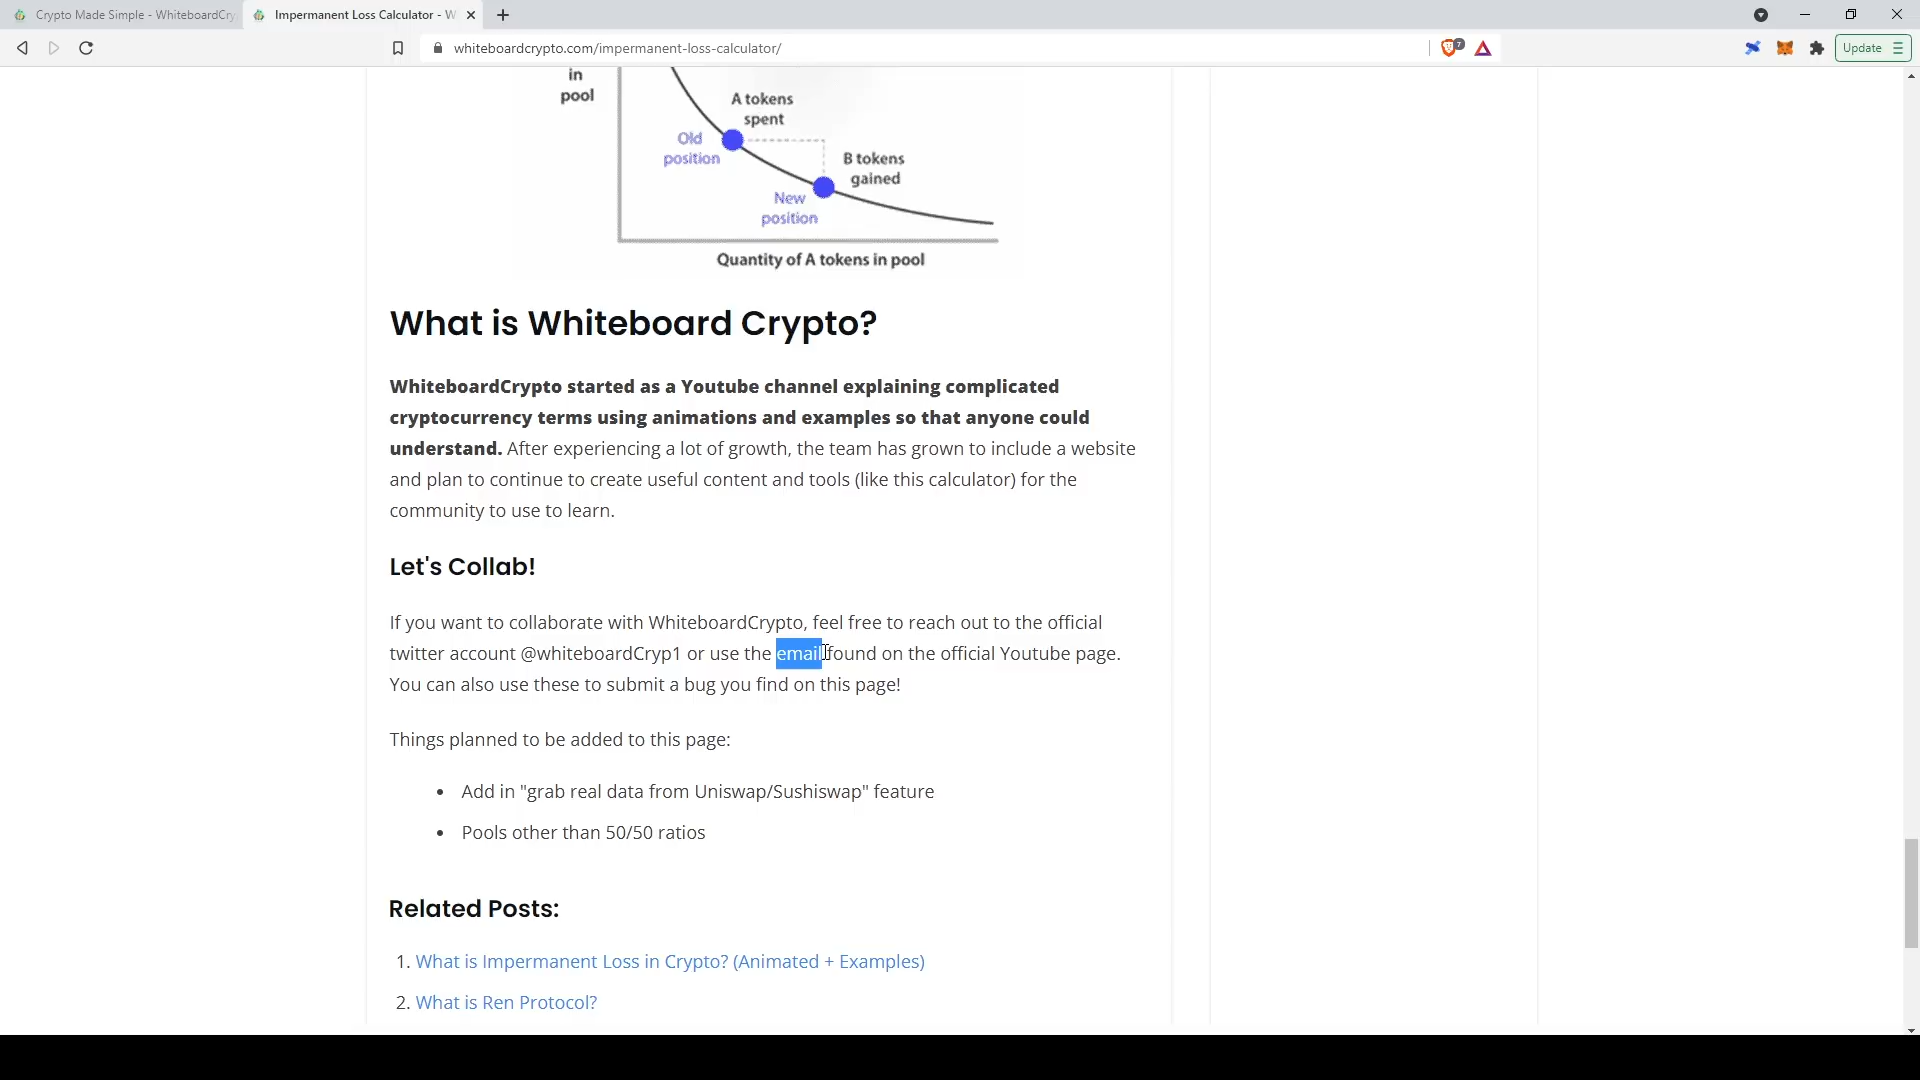 Crypto Made Simple - WhiteboardCry
Impermanent Loss Calculator - W
whiteboardcrypto.com/impermanent-loss-calculator/
7
Update
in
pool
A tokens
spent
Old
position
B tokens
gained
New
position
Quantity of A tokens in pool
What is Whiteboard Crypto?
WhiteboardCrypto started as a Youtube channel explaining complicated
cryptocurrency terms using animations and examples so that anyone could
understand. After experiencing a lot of growth, the team has grown to include a website
and plan to continue to create useful content and tools (like this calculator) for the
community to use to learn.
Let's Collab!
If you want to collaborate with WhiteboardCrypto, feel free to reach out to the official
twitter account @whiteboardCryp1 or use the email found on the official Youtube page.
You can also use these to submit a bug you find on this page!
Things planned to be added to this page:
• Add in "grab real data from Uniswap/Sushiswap" feature
• Pools other than 50/50 ratios
Related Posts:
1. What is Impermanent Loss in Crypto? (Animated + Examples)
2. What is Ren Protocol?